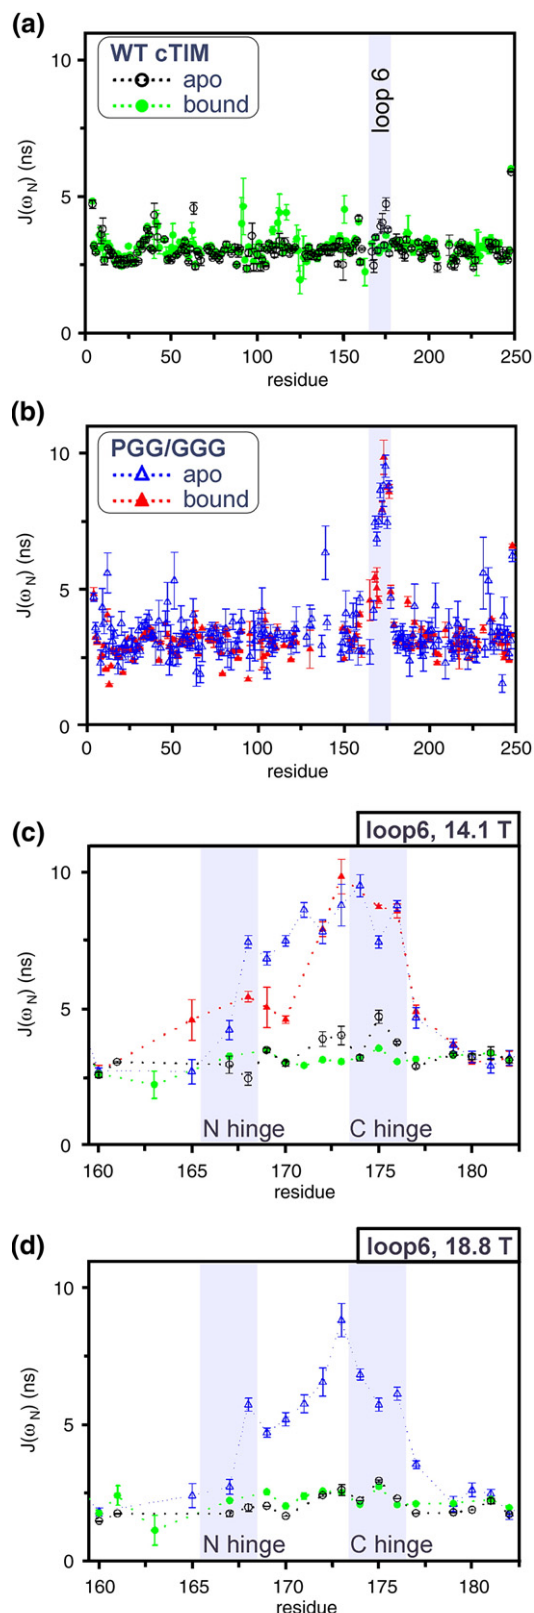 (a)
10
WT cTIM
apo
bound
loop 6
J(ωN) (ns)
5
0
0 50 100 150 200 250
residue
(b)
10
PGG/GGG
apo
bound
J(ωN) (ns)
5
0
0 50 100 150 200 250
residue
(c)
loop6, 14.1 T
10
J(ωN) (ns)
5
0
N hinge C hinge
160 165 170 175 180
residue
(d)
loop6, 18.8 T
10
J(ωN) (ns)
5
0
N hinge C hinge
160 165 170 175 180
residue